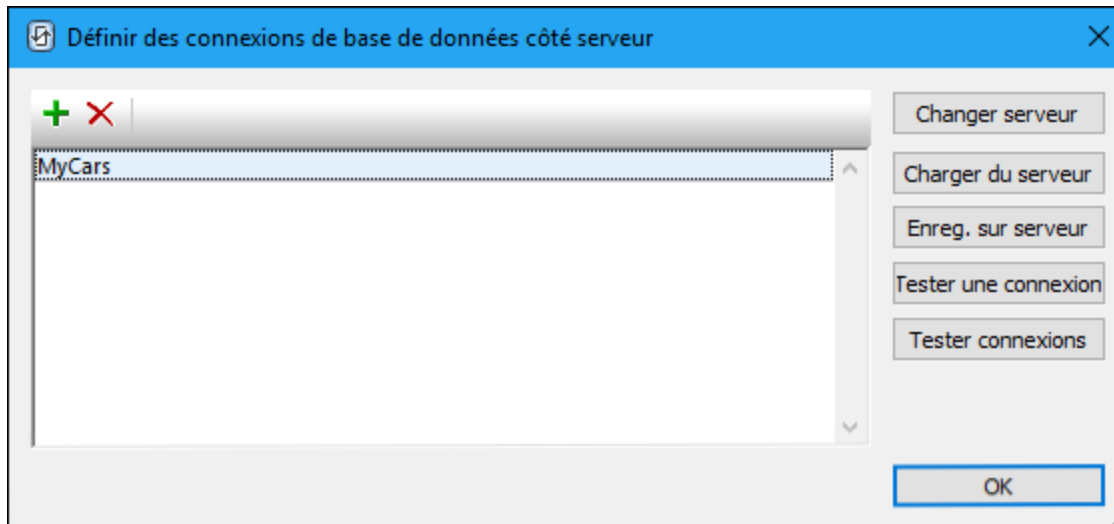 Définir des connexions de base de données côté serveur
MyCars
Changer serveur
Charger du serveur
Enreg. sur serveur
Tester une connexion
Tester connexions
OK